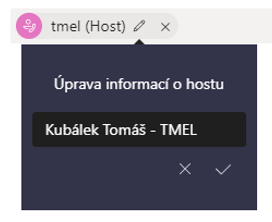 tmel (Host)
Úprava informací o hostu
Kubálek Tomáš - TMEL